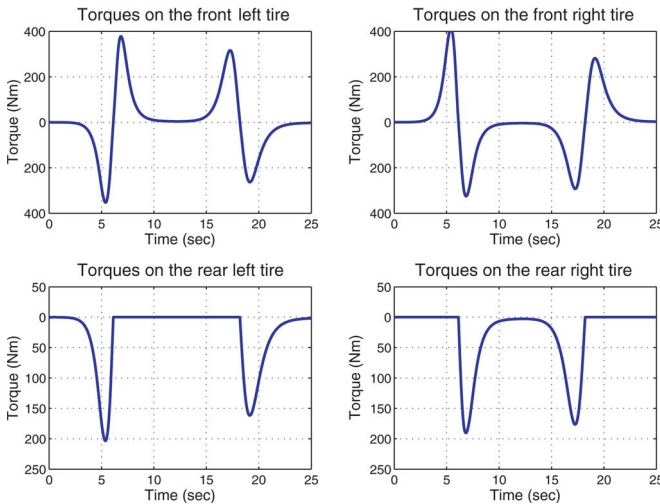 Torques on the front left tire
Torque (Nm)
400
200
0
200
400
0 5 10 15 20 25
Time (sec)
Torques on the front right tire
Torque (Nm)
400
200
0
200
400
0 5 10 15 20 25
Time (sec)
Torques on the rear left tire
Torque (Nm)
50
0
50
100
150
200
250
0 5 10 15 20 25
Time (sec)
Torques on the rear right tire
Torque (Nm)
50
0
50
100
150
200
250
0 5 10 15 20 25
Time (sec)